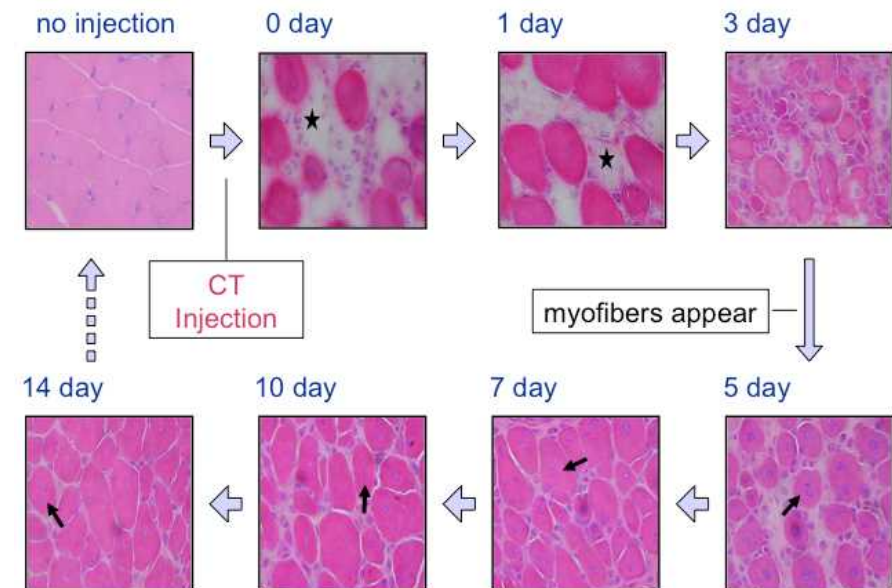 no injection
0 day
1 day
3 day
CT
Injection
myofibers appear
14 day
10 day
7 day
5 day